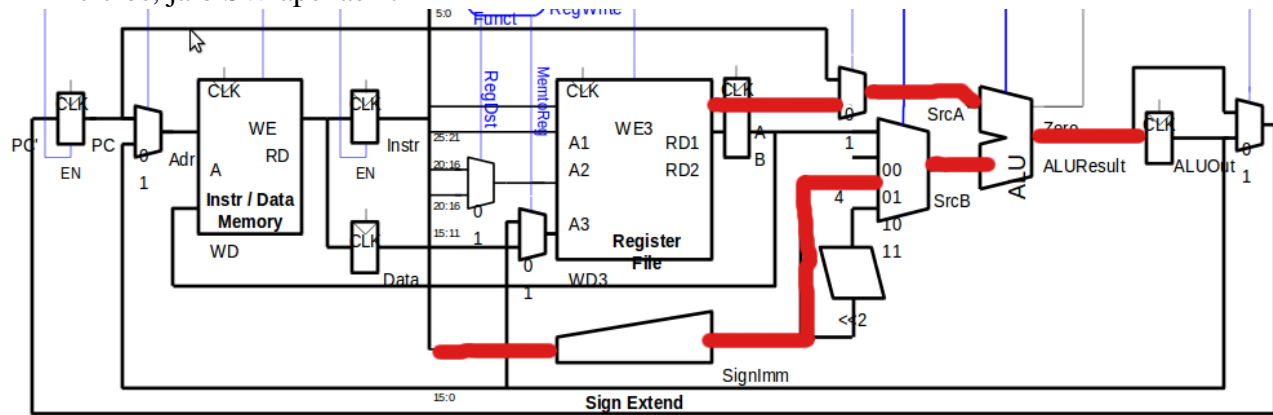 Funct
RegWrite
5:0
CLK
CLK
CLK
CLK
CLK
CLK
CLK
RegDst
MemtoReg
PC'
PC
EN
0
1
Adr
A
WE
RD
Instr / Data
Memory
WD
EN
Instr
Data
25:21
20:16
20:16
15:11
0
1
0
1
A1
A2
A3
WE3
RD1
RD2
Register
File
WD3
A
B
0
1
4
00
01
10
11
SrcA
SrcB
<<2
ALU
Zero
ALUResult
ALUOut
0
1
SignImm
15:0
Sign Extend